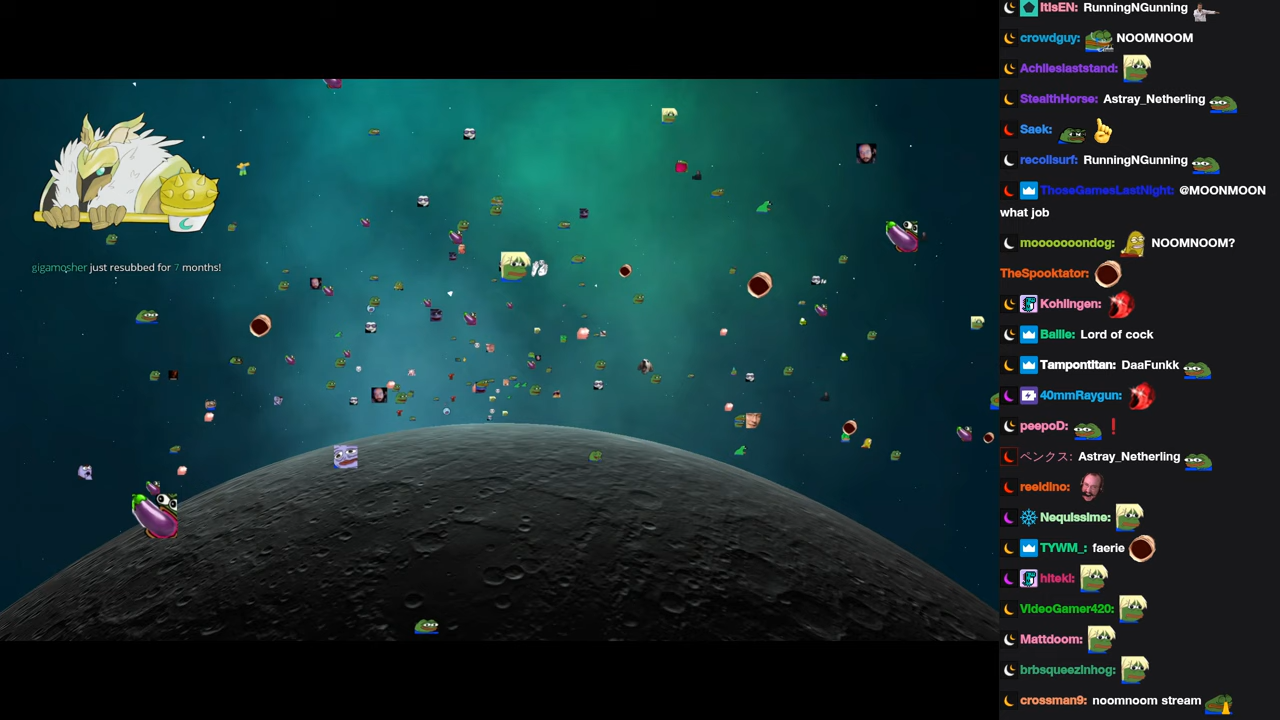 gigamosher just resubbed for 7 months!
ItIsEN: RunningNGunning
crowdguy: NOOMNOOM
Achlleslaststand:
StealthHorse: Astray_Netherling
Saek:
recoilsurf: RunningNGunning
ThoseGamesLastNight: @MOONMOON
what job
mooooooondog: NOOMNOOM?
TheSpooktator:
Kohlingen:
Ballie: Lord of cock
Tampontitan: DaaFunkk
40mmRaygun:
peepoD:
ペンクス: Astray_Netherling
reeldino:
Nequissime:
TYWM_: faerie
hiteki:
VideoGamer420:
Mattdoom:
brbsqueezinhog:
crossman9: noomnoom stream